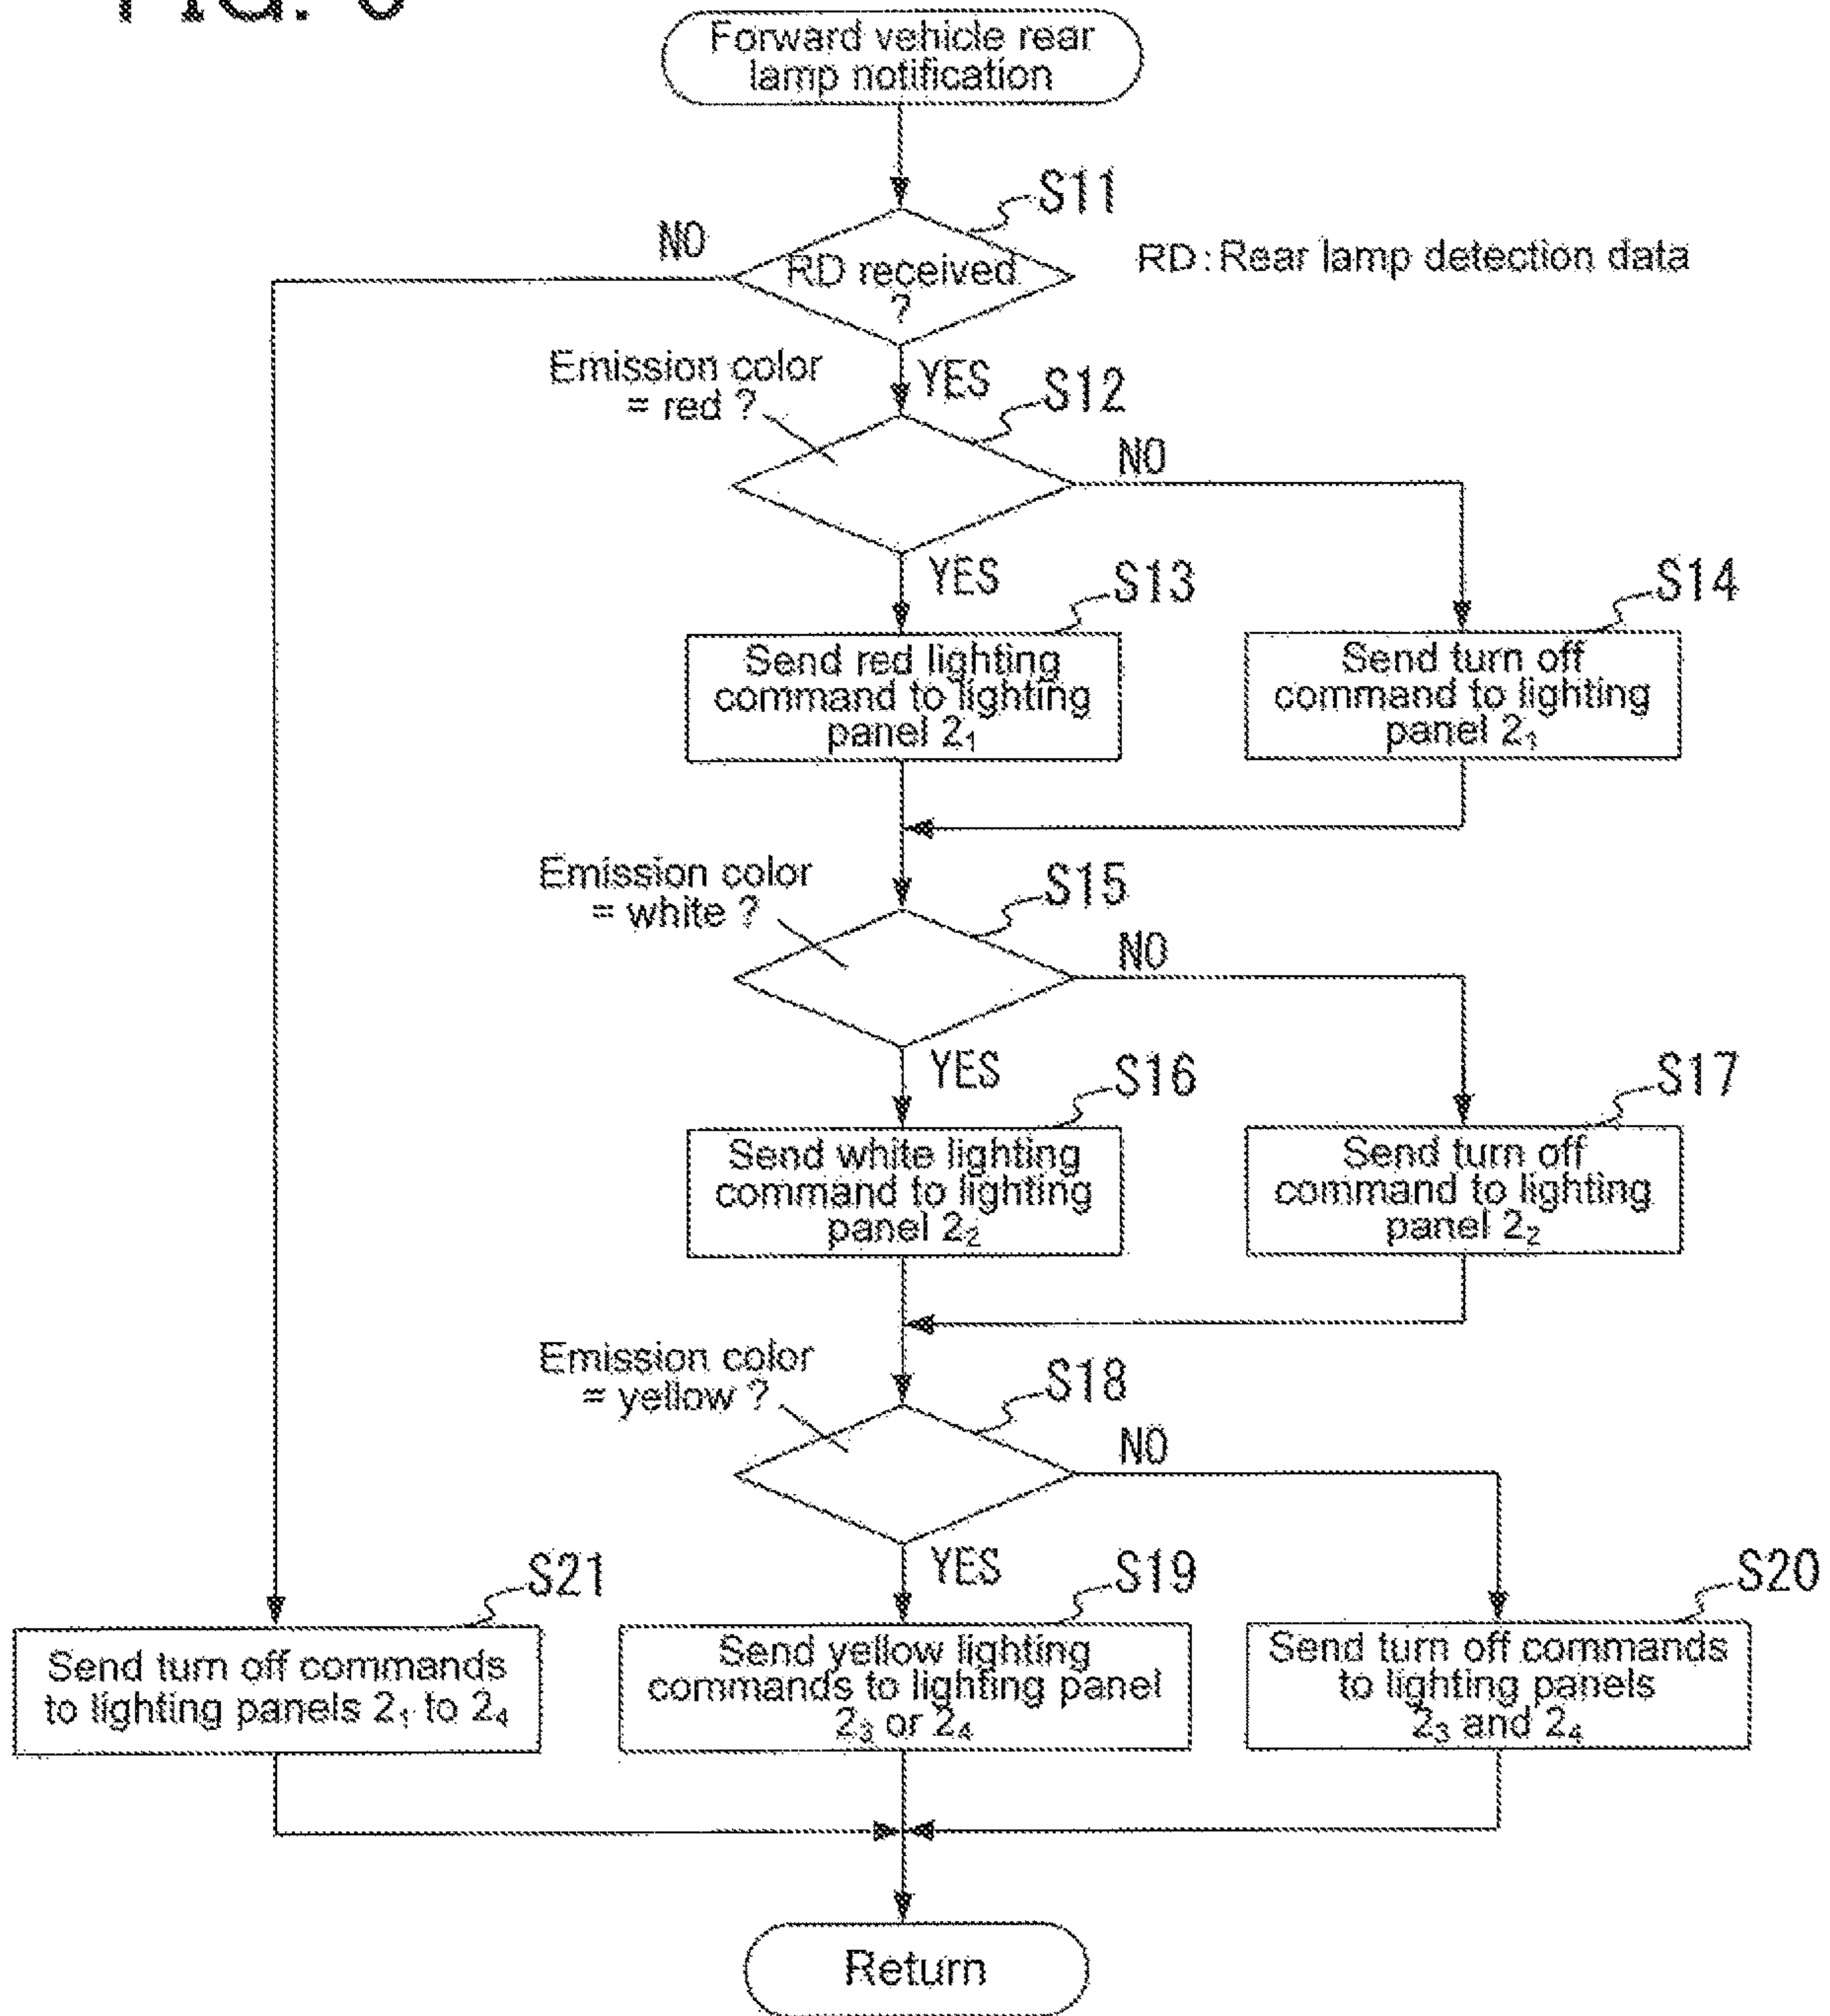 Forward vehicle rear
lamp notification
S11
NO
RD received
?
RD:Rear lamp detection data
Emission color
= red ?
YES
S12
NO
YES
S13
S14
Send red lighting
command to lighting
panel 2₁
Send turn off
command to lighting
panel 2₁
Emission color
= white ?
S15
NO
YES
S16
S17
Send white lighting
command to lighting
panel 2₂
Send turn off
command to lighting
panel 2₂
Emission color
= yellow ?
S18
NO
YES
S21
S19
S20
Send turn off commands
to lighting panels 2₁ to 2₄
Send yellow lighting
commands to lighting panel
2₃ or 2₄
Send turn off commands
to lighting panels
2₃ and 2₄
Return